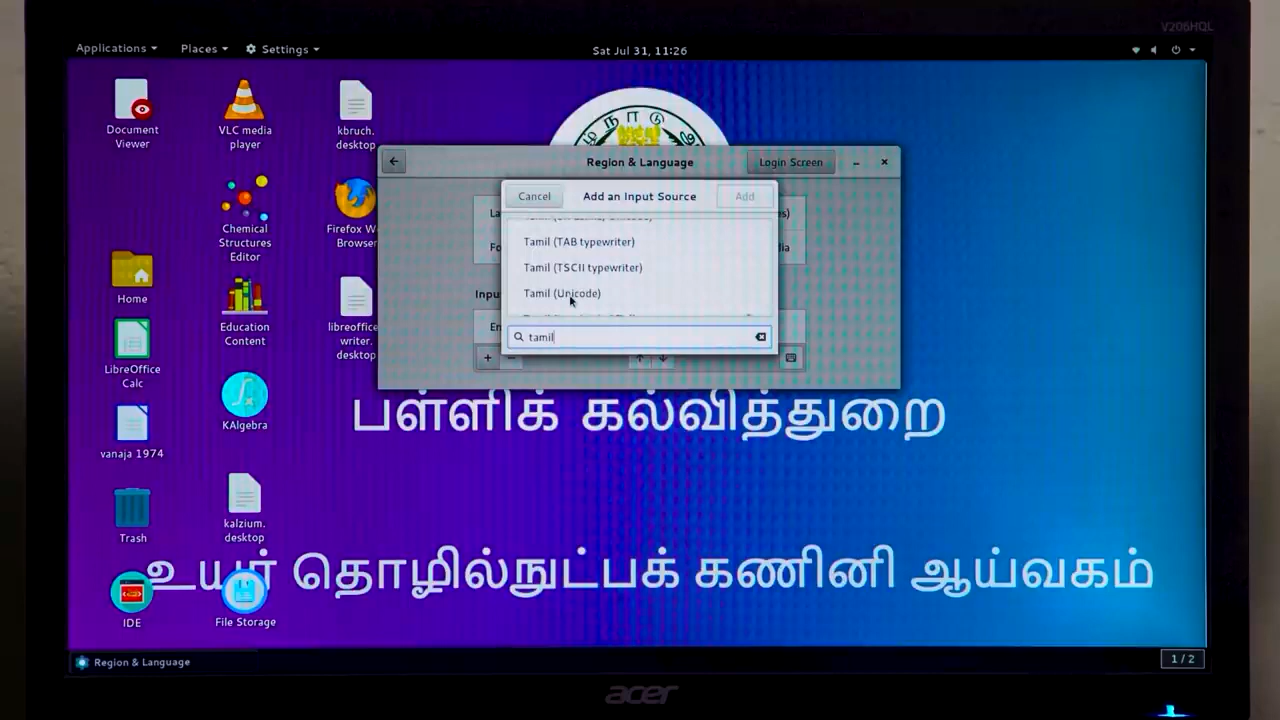 V206HQL
Applications
Places
Settings
Sat Jul 31, 11:26
Document
Viewer
VLC media
player
kbruch.
desktop
Chemical
Structures
Editor
Firefox W
Browser
Home
Education
Content
libreoffice
writer.
desktop
LibreOffice
Calc
KAlgebra
vanaja 1974
Trash
kalzium.
desktop
IDE
File Storage
Region & Language
Login Screen
Cancel
Add an Input Source
Add
Tamil (TAB typewriter)
Tamil (TSCII typewriter)
Tamil (Unicode)
tamil
பள்ளிக் கல்வித்துறை
உயர் தொழில்நுட்பக் கணினி ஆய்வகம்
Region & Language
1 / 2
acer